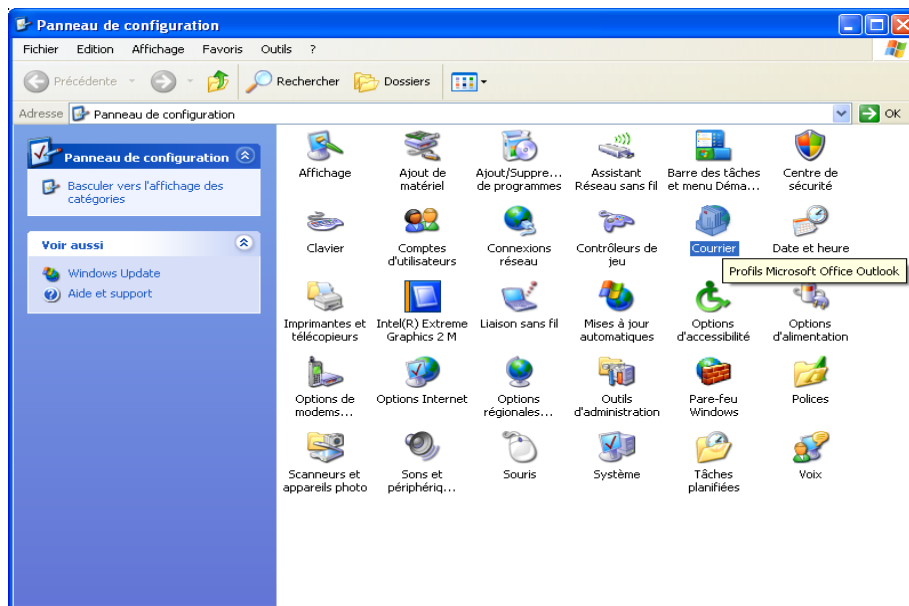 Panneau de configuration
Fichier Edition Affichage Favoris Outils ?
Précédente Rechercher Dossiers
Adresse Panneau de configuration OK
Panneau de configuration
Basculer vers l'affichage des
catégories
Voir aussi
Windows Update
Aide et support
Affichage
Ajout de
matériel
Ajout/Suppre...
de programmes
Assistant
Réseau sans fil
Barre des tâches
et menu Déma...
Centre de
sécurité
Clavier
Comptes
d'utilisateurs
Connexions
réseau
Contrôleurs de
jeu
Courrier
Date et heure
Profils Microsoft Office Outlook
Imprimantes et
télécopieurs
Intel(R) Extreme
Graphics 2 M
Liaison sans fil
Mises à jour
automatiques
Options
d'accessibilité
Options
d'alimentation
Options de
modems...
Options Internet
Options
régionales...
Outils
d'administration
Pare-feu
Windows
Polices
Scanneurs et
appareils photo
Sons et
périphériq...
Souris
Système
Tâches
planifiées
Voix